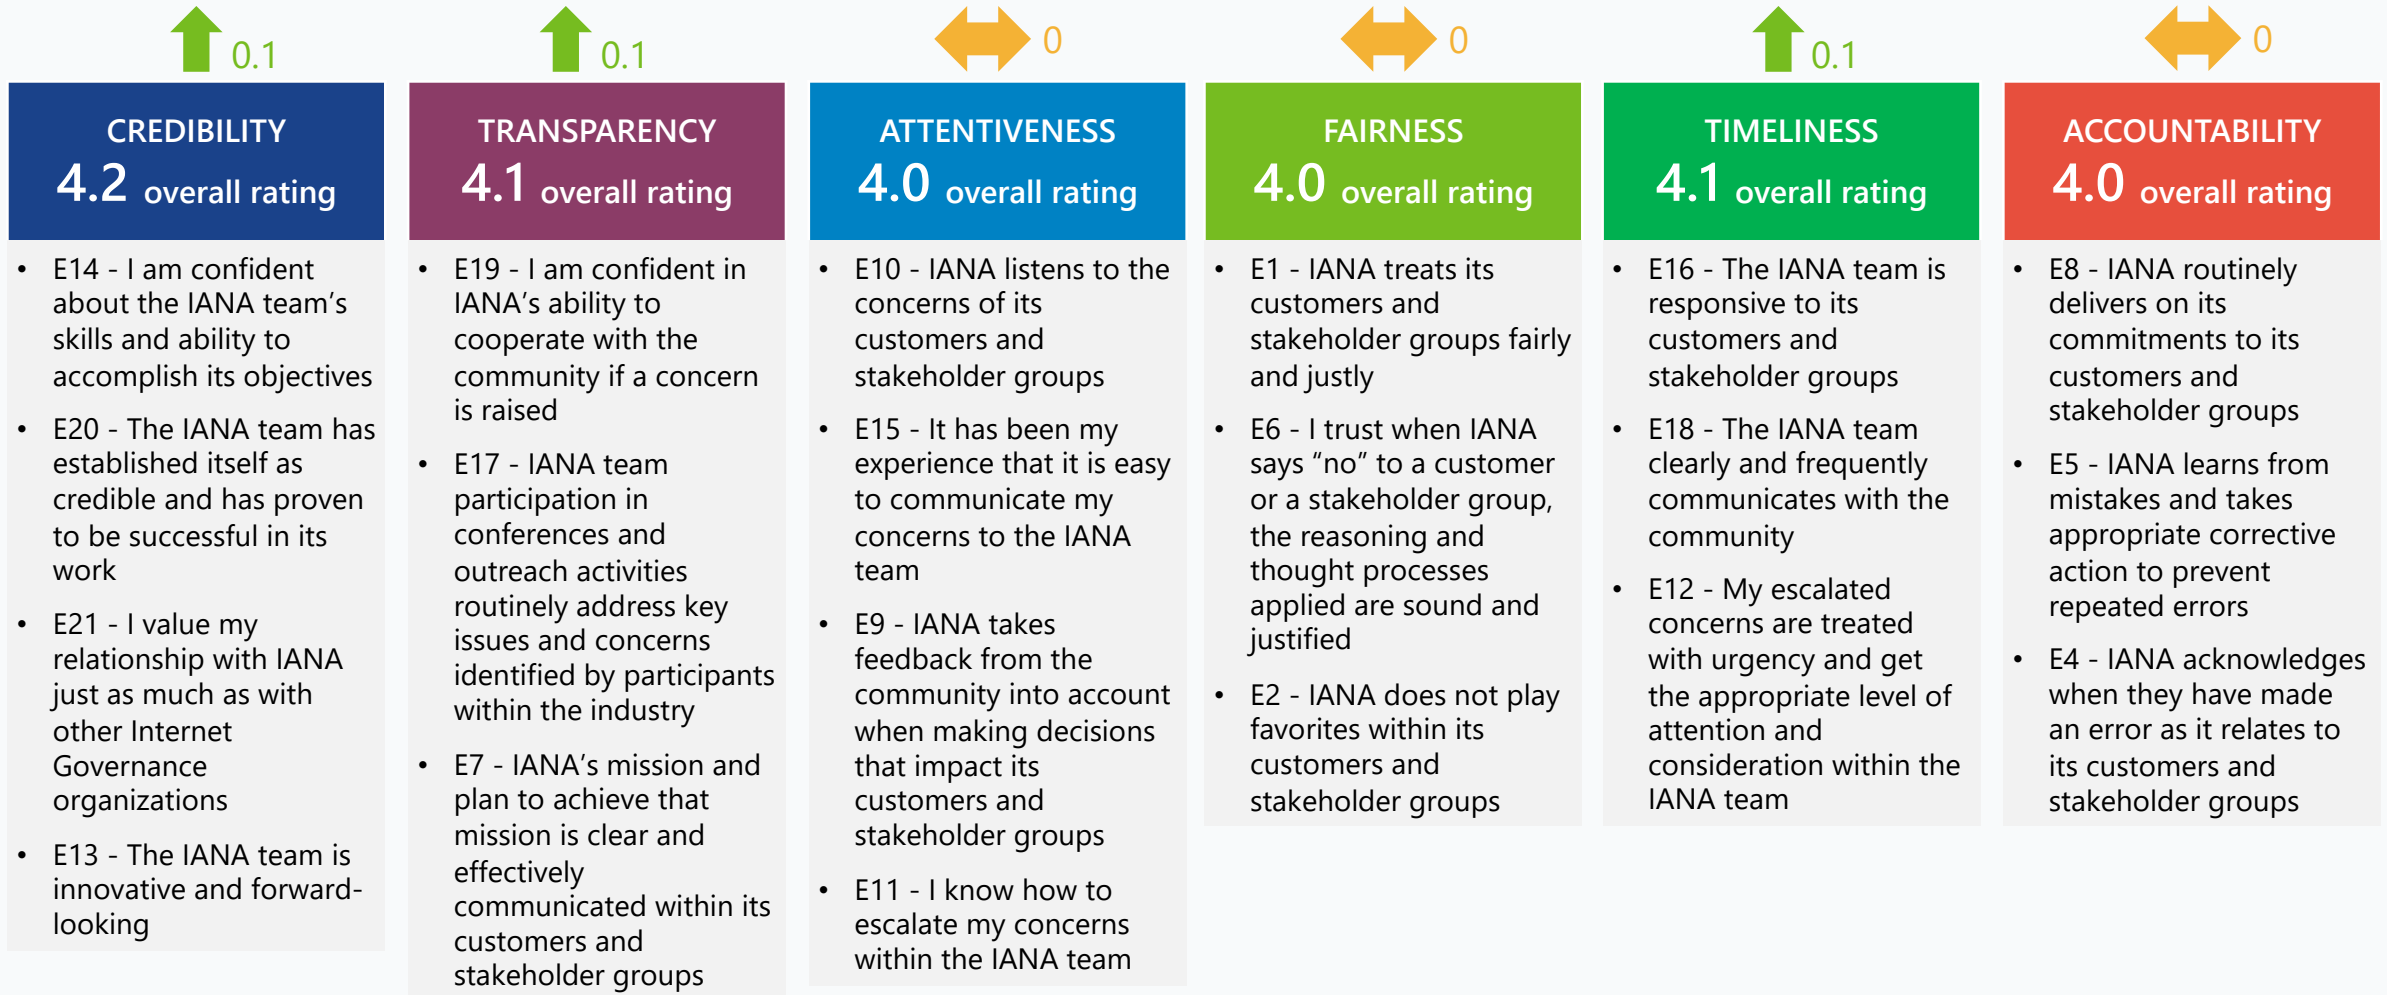 0.1
CREDIBILITY
4.2 overall rating
• E14 - I am confident
about the IANA team’s
skills and ability to
accomplish its objectives
• E20 - The IANA team has
established itself as
credible and has proven
to be successful in its
work
• E21 - I value my
relationship with IANA
just as much as with
other Internet
Governance
organizations
• E13 - The IANA team is
innovative and forward-
looking
0.1
TRANSPARENCY
4.1 overall rating
• E19 - I am confident in
IANA’s ability to
cooperate with the
community if a concern
is raised
• E17 - IANA team
participation in
conferences and
outreach activities
routinely address key
issues and concerns
identified by participants
within the industry
• E7 - IANA’s mission and
plan to achieve that
mission is clear and
effectively
communicated within its
customers and
stakeholder groups
0
ATTENTIVENESS
4.0 overall rating
• E10 - IANA listens to the
concerns of its
customers and
stakeholder groups
• E15 - It has been my
experience that it is easy
to communicate my
concerns to the IANA
team
• E9 - IANA takes
feedback from the
community into account
when making decisions
that impact its
customers and
stakeholder groups
• E11 - I know how to
escalate my concerns
within the IANA team
0
FAIRNESS
4.0 overall rating
• E1 - IANA treats its
customers and
stakeholder groups fairly
and justly
• E6 - I trust when IANA
says “no” to a customer
or a stakeholder group,
the reasoning and
thought processes
applied are sound and
justified
• E2 - IANA does not play
favorites within its
customers and
stakeholder groups
0.1
TIMELINESS
4.1 overall rating
• E16 - The IANA team is
responsive to its
customers and
stakeholder groups
• E18 - The IANA team
clearly and frequently
communicates with the
community
• E12 - My escalated
concerns are treated
with urgency and get
the appropriate level of
attention and
consideration within the
IANA team
0
ACCOUNTABILITY
4.0 overall rating
• E8 - IANA routinely
delivers on its
commitments to its
customers and
stakeholder groups
• E5 - IANA learns from
mistakes and takes
appropriate corrective
action to prevent
repeated errors
• E4 - IANA acknowledges
when they have made
an error as it relates to
its customers and
stakeholder groups